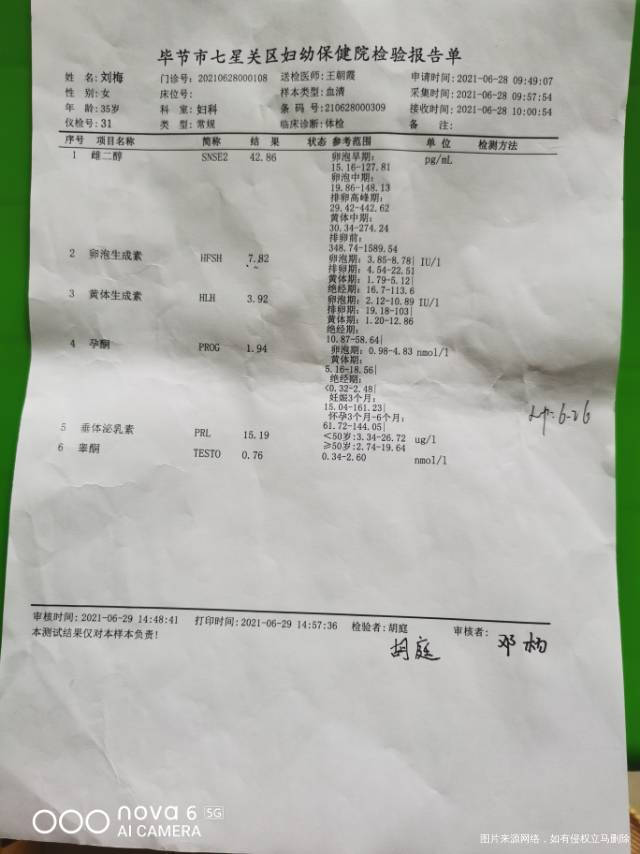 毕节市七星关区妇幼保健院检验报告单
姓 名: 刘梅 门诊号: 20210628000108 送检医师: 王朝霞 申请时间: 2021-06-28 09:49:07
性 别: 女 床位号: 样本类型: 血清 采集时间: 2021-06-28 09:57:54
年 龄: 35岁 科 室: 妇科 条 码 号: 210628000309 接收时间: 2021-06-28 10:00:54
仪检号: 31 类 型: 常规 临床诊断: 体检 备 注:
序号 项目名称 简称 结 果 状态 参考范围 单 位 检测方法
1 雌二醇 SNSE2 42.86 卵泡早期: pg/mL
15.16-127.81
卵泡中期:
19.86-148.13
排卵高峰期:
29.42-442.62
黄体中期:
30.34-274.24
排卵前:
348.74-1589.54
2 卵泡生成素 HFSH 7.82 卵泡期: 3.85-8.78| IU/l
排卵期: 4.54-22.51
黄体期: 1.79-5.12|
绝经期: 16.7-113.6
3 黄体生成素 HLH 3.92 卵泡期: 2.12-10.89 IU/l
排卵期: 19.18-103|
黄体期: 1.20-12.86
绝经期:
10.87-58.64|
4 孕酮 PROG 1.94 卵泡期: 0.98-4.83 nmol/l
黄体期:
5.16-18.56|
绝经期:
<0.32-2.48|
妊娠3个月:
15.04-161.23|
怀孕3个月-6个月:
61.72-144.05|
5 垂体泌乳素 PRL 15.19 <50岁: 3.34-26.72 ug/l
≥50岁: 2.74-19.64
6 睾酮 TESTO 0.76 0.34-2.60 nmol/l
6.26
审核时间: 2021-06-29 14:48:41 打印时间: 2021-06-29 14:57:36 检验者: 胡庭 审核者:
本测试结果仅对本样本负责!
胡庭
nova 6 5G
AI CAMERA
图片来源网络，如有侵权立马删除